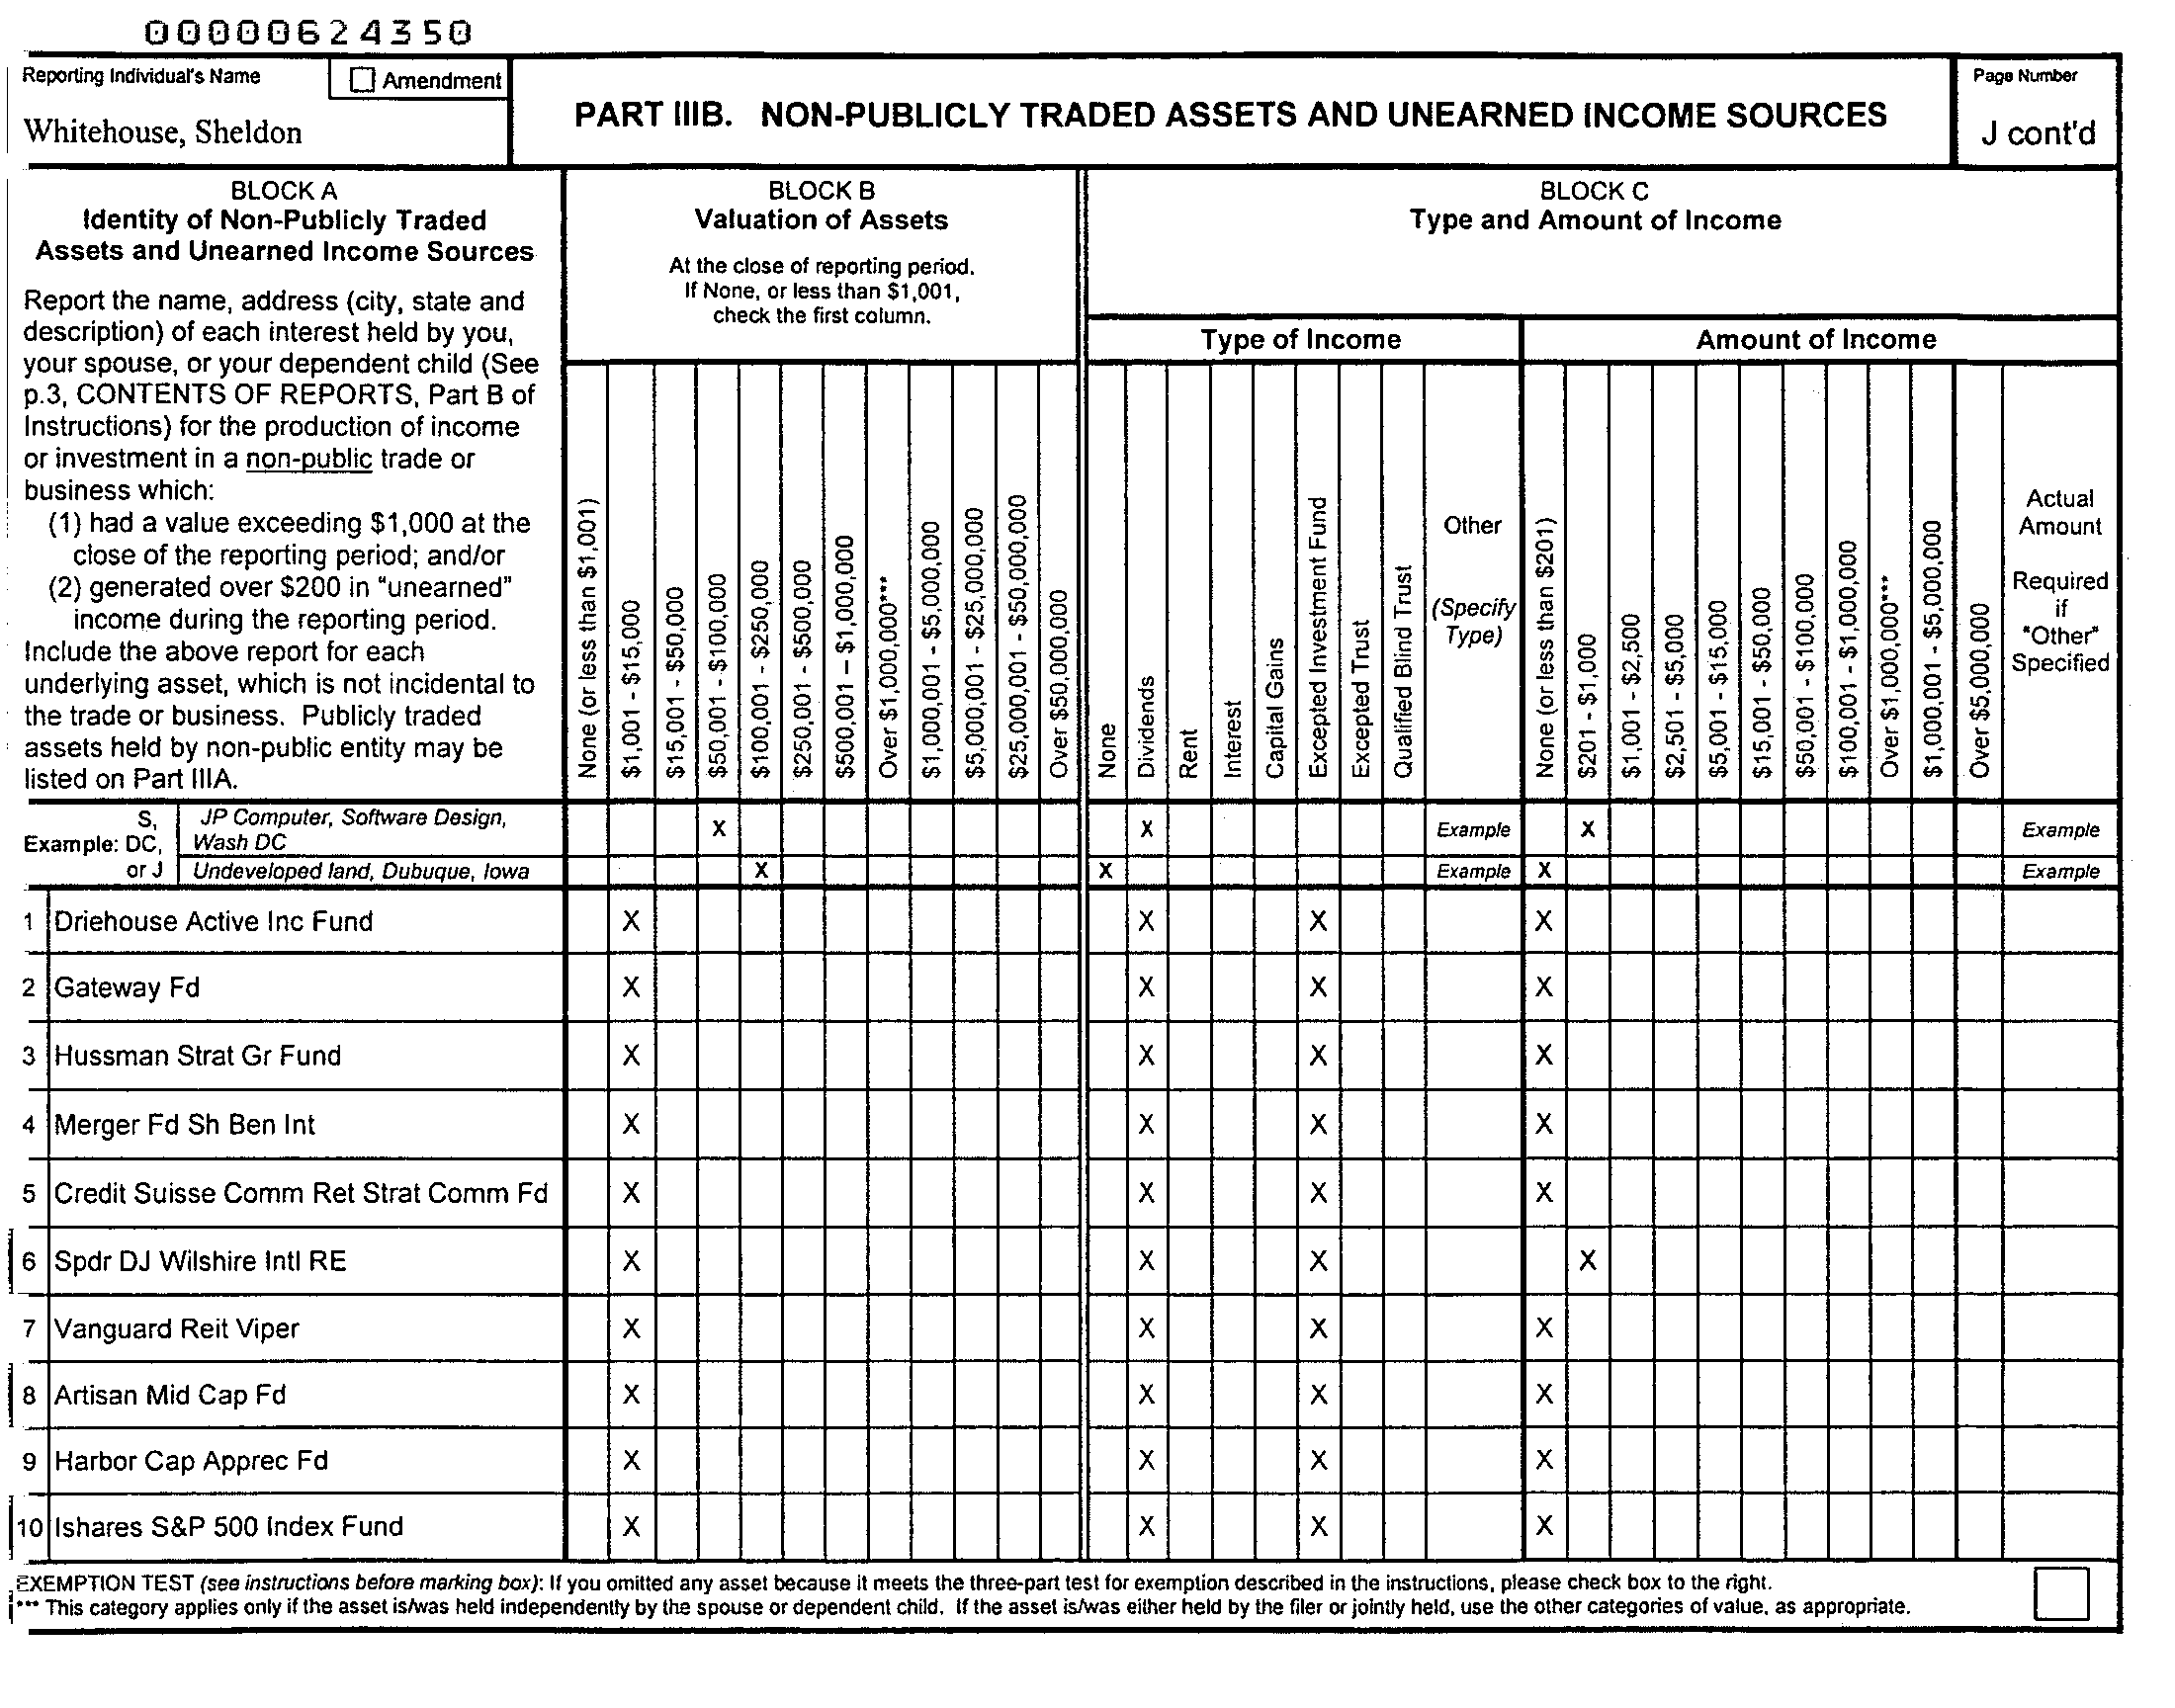 00000624350
Reporting Individual's Name
☐ Amendment
Whitehouse, Sheldon
PART IIIB. NON-PUBLICLY TRADED ASSETS AND UNEARNED INCOME SOURCES
Page Number
J cont'd
BLOCK A
Identity of Non-Publicly Traded
Assets and Unearned Income Sources
Report the name, address (city, state and
description) of each interest held by you,
your spouse, or your dependent child (See
p.3, CONTENTS OF REPORTS, Part B of
Instructions) for the production of income
or investment in a non-public trade or
business which:
(1) had a value exceeding $1,000 at the
close of the reporting period; and/or
(2) generated over $200 in "unearned"
income during the reporting period.
Include the above report for each
underlying asset, which is not incidental to
the trade or business. Publicly traded
assets held by non-public entity may be
listed on Part IIIA.
BLOCK B
Valuation of Assets
At the close of reporting period.
If None, or less than $1,001,
check the first column.
None (or less than $1,001)
$1,001 - $15,000
$15,001 - $50,000
$50,001 - $100,000
$100,001 - $250,000
$250,001 - $500,000
$500,001 – $1,000,000
Over $1,000,000***
$1,000,001 - $5,000,000
$5,000,001 - $25,000,000
$25,000,001 - $50,000,000
Over $50,000,000
BLOCK C
Type and Amount of Income
Type of Income
None
Dividends
Rent
Interest
Capital Gains
Excepted Investment Fund
Excepted Trust
Qualified Blind Trust
Other
(Specify
Type)
Amount of Income
None (or less than $201)
$201 - $1,000
$1,001 - $2,500
$2,501 - $5,000
$5,001 - $15,000
$15,001 - $50,000
$50,001 - $100,000
$100,001 - $1,000,000
Over $1,000,000***
$1,000,001 - $5,000,000
Over $5,000,000
Actual
Amount
Required
if
"Other"
Specified
Example: S, DC, or J
JP Computer, Software Design,
Wash DC
X X Example X Example
Undeveloped land, Dubuque, Iowa X X Example X Example
1 Driehouse Active Inc Fund X X X X
2 Gateway Fd X X X X
3 Hussman Strat Gr Fund X X X X
4 Merger Fd Sh Ben Int X X X X
5 Credit Suisse Comm Ret Strat Comm Fd X X X X
6 Spdr DJ Wilshire Intl RE X X X X
7 Vanguard Reit Viper X X X X
8 Artisan Mid Cap Fd X X X X
9 Harbor Cap Apprec Fd X X X X
10 Ishares S&P 500 Index Fund X X X X
EXEMPTION TEST (see instructions before marking box): If you omitted any asset because it meets the three-part test for exemption described in the instructions, please check box to the right.
*** This category applies only if the asset is/was held independently by the spouse or dependent child. If the asset is/was either held by the filer or jointly held, use the other categories of value, as appropriate.